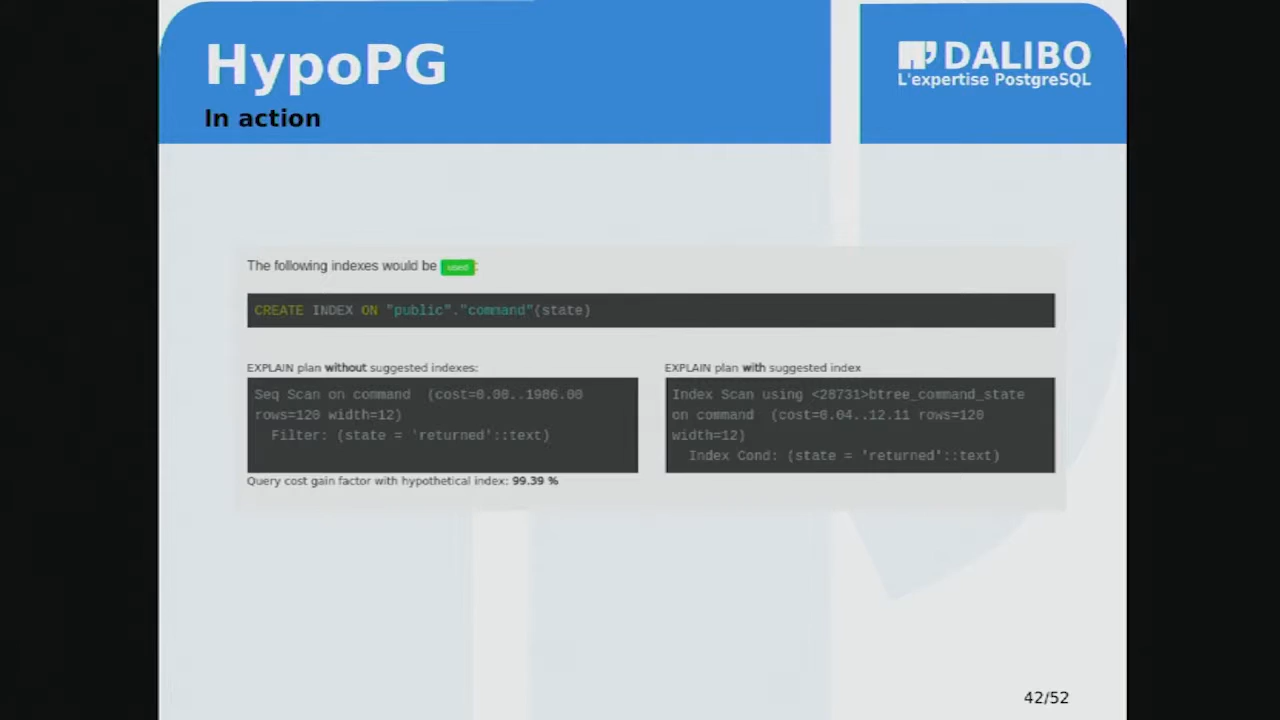 HypoPG
In action
DALIBO
L'expertise PostgreSQL
The following indexes would be used:
CREATE INDEX ON "public"."command"(state)
EXPLAIN plan without suggested indexes:
Seq Scan on command (cost=0.00..1986.00
rows=120 width=12)
Filter: (state = 'returned'::text)
Query cost gain factor with hypothetical index: 99.39 %
EXPLAIN plan with suggested index
Index Scan using <28731>btree_command_state
on command (cost=0.04..12.11 rows=120
width=12)
Index Cond: (state = 'returned'::text)
42/52